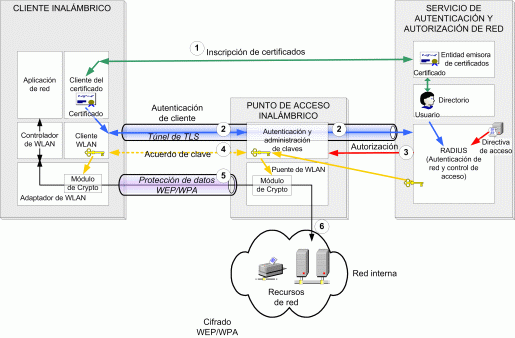 CLIENTE INALÁMBRICO
SERVICIO DE
AUTENTICACIÓN Y
AUTORIZACIÓN DE RED
1
Inscripción de certificados
Aplicación
de red
Cliente del
certificado
Certificado
Entidad emisora
de certificados
Certificado
Directorio
Usuario
Autenticación
de cliente
PUNTO DE ACCESO
INALÁMBRICO
Controlador
de WLAN
Cliente
WLAN
2
Túnel de TLS
2
Autenticación y
administración
de claves
Directiva
de acceso
Acuerdo de clave
4
Autorización
3
RADIUS
(Autenticación de
red y control de
acceso)
Puente de WLAN
Módulo
de Crypto
Adaptador de WLAN
Protección de datos
WEP/WPA
5
Módulo
de Crypto
6
Red interna
Recursos
de red
Cifrado
WEP/WPA